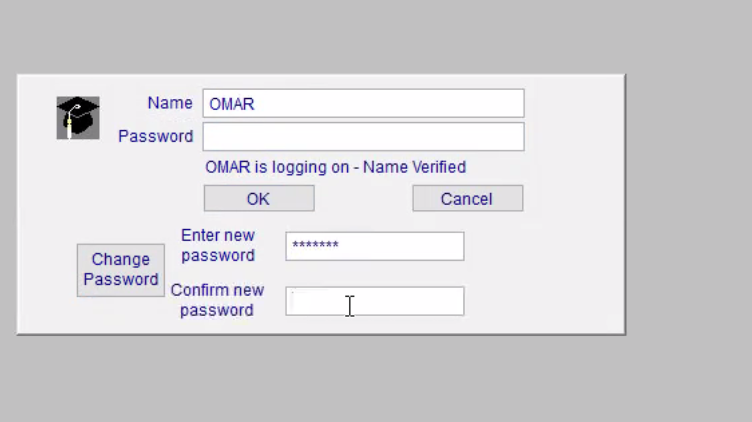 Name OMAR
Password
OMAR is logging on - Name Verified
OK Cancel
Enter new
password
*******
Change
Password
Confirm new
password